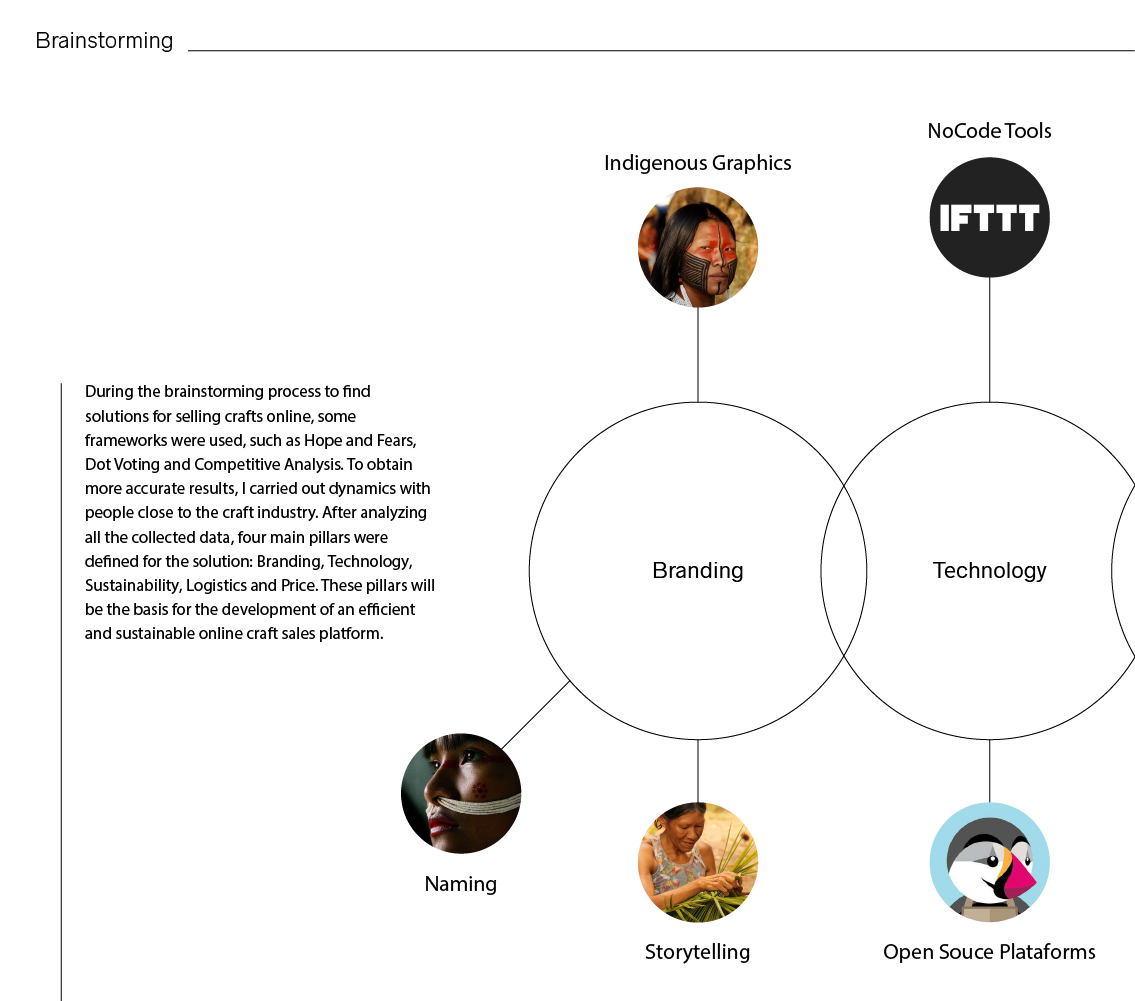 Brainstorming
NoCode Tools
Indigenous Graphics
IFTTT
During the brainstorming process to find
solutions for selling crafts online, some
frameworks were used, such as Hope and Fears,
Dot Voting and Competitive Analysis. To obtain
more accurate results, I carried out dynamics with
people close to the craft industry. After analyzing
all the collected data, four main pillars were
defined for the solution: Branding, Technology,
Sustainability, Logistics and Price. These pillars will
be the basis for the development of an efficient
and sustainable online craft sales platform.
Branding
Technology
Naming
Storytelling
Open Souce Plataforms